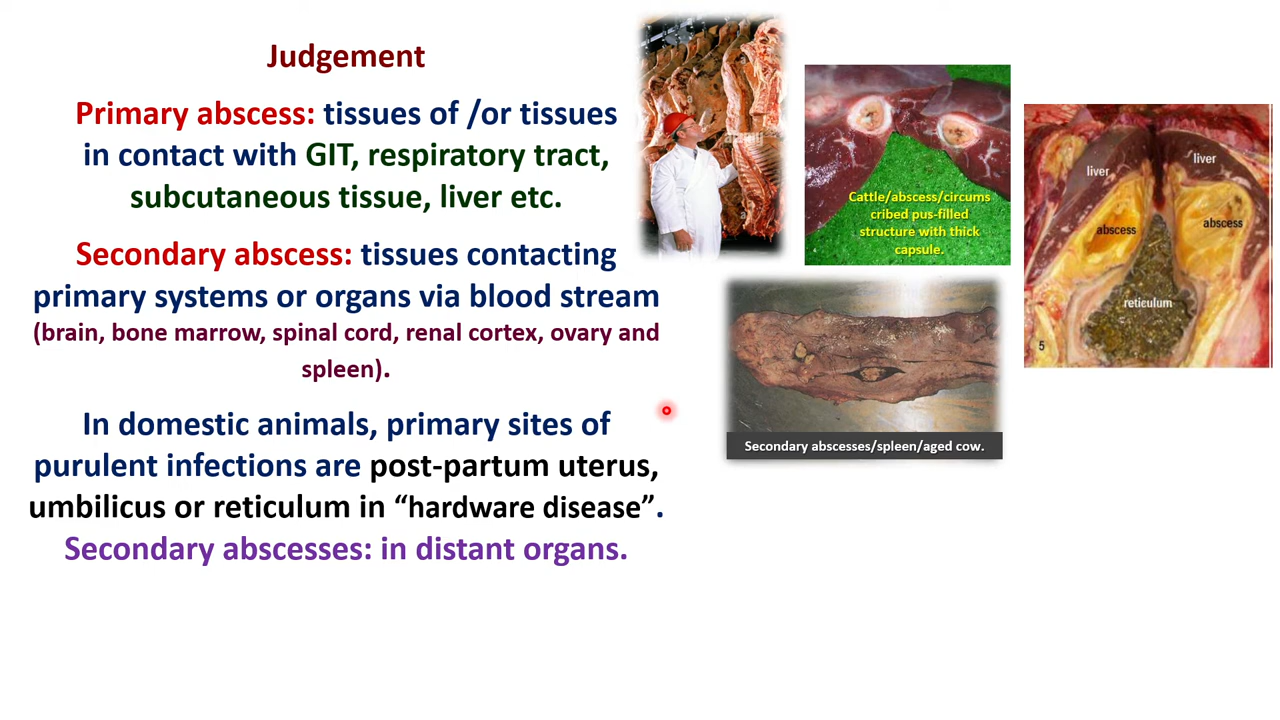 Judgement
Primary abscess: tissues of /or tissues
in contact with GIT, respiratory tract,
subcutaneous tissue, liver etc.
Secondary abscess: tissues contacting
primary systems or organs via blood stream
(brain, bone marrow, spinal cord, renal cortex, ovary and
spleen).
In domestic animals, primary sites of
purulent infections are post-partum uterus,
umbilicus or reticulum in “hardware disease”.
Secondary abscesses: in distant organs.
Cattle/abscess/circums
cribed pus-filled
structure with thick
capsule.
liver
liver
abscess
abscess
reticulum
5
Secondary abscesses/spleen/aged cow.